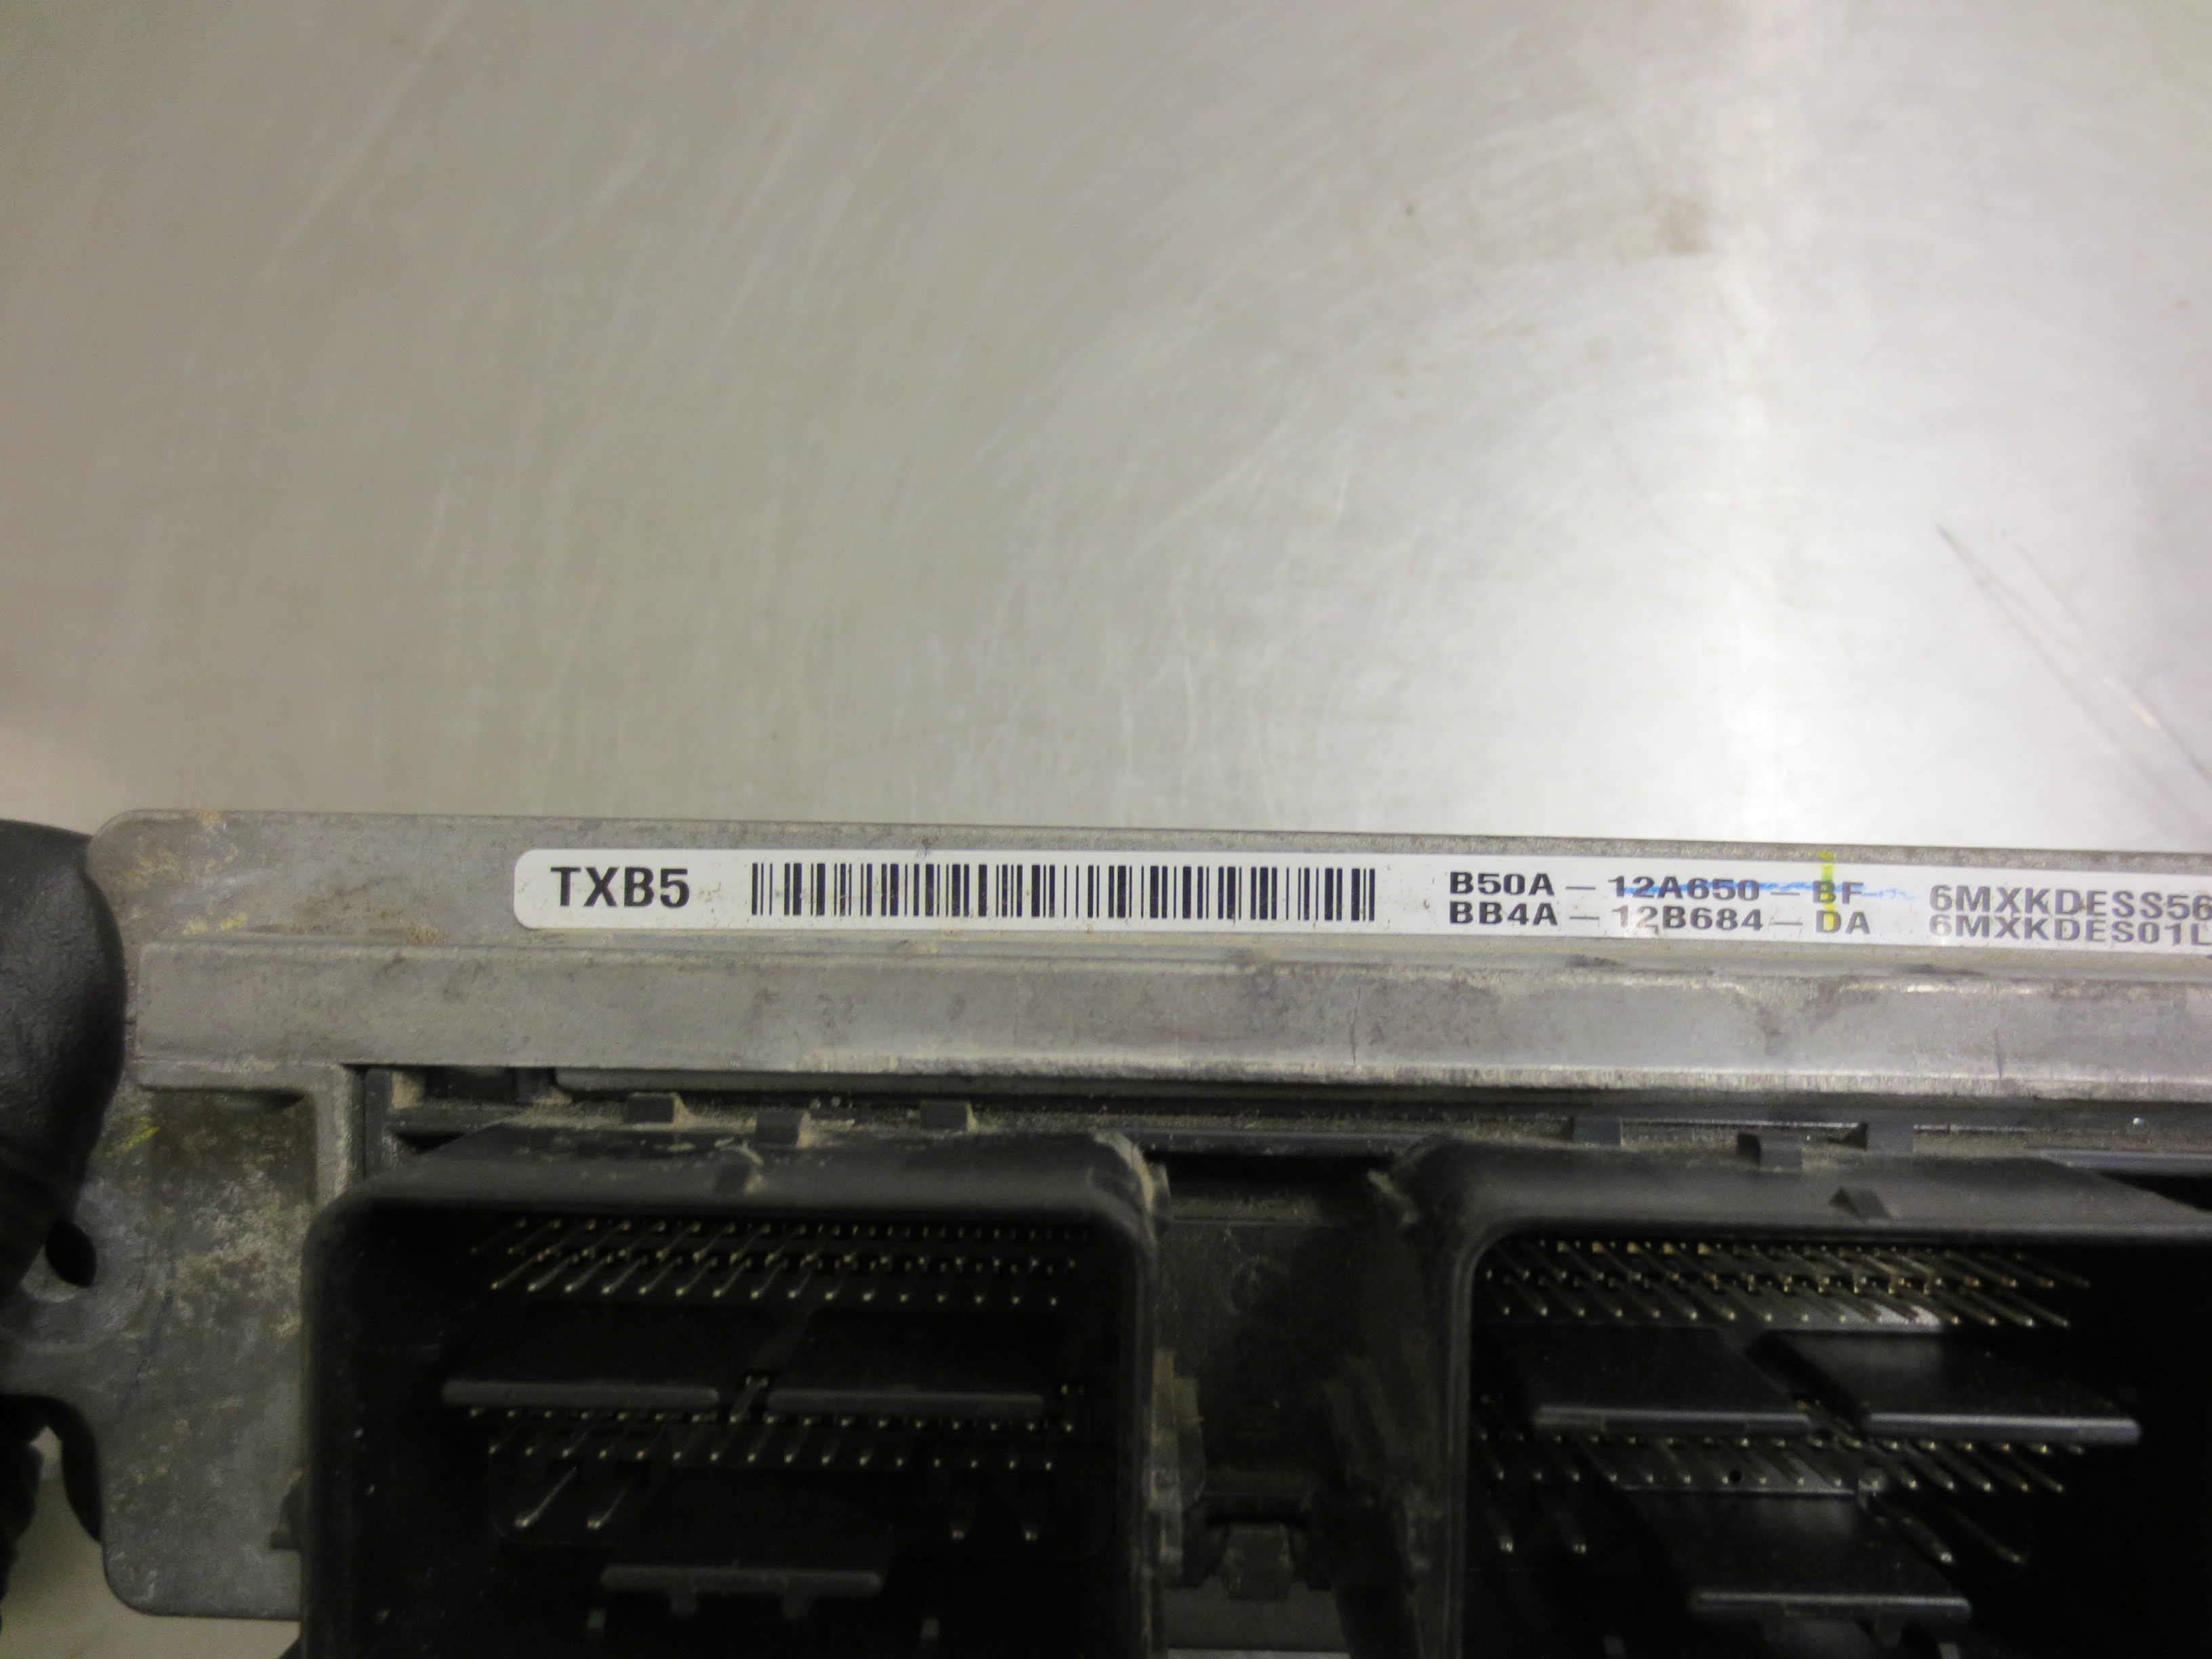 TXB5 B50A-12A650-BF 6MXKDESS56
BB4A-12B684-DA 6MXKDES01L